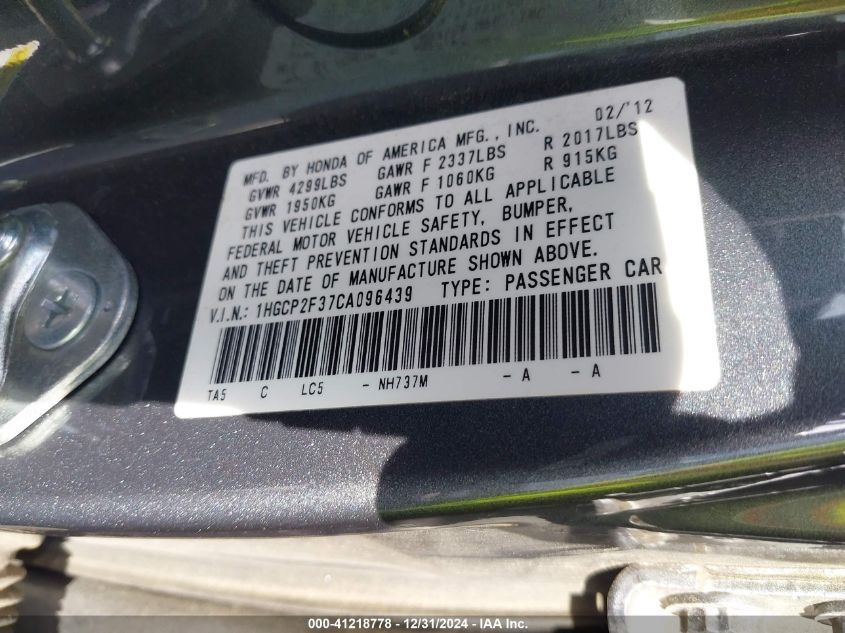 MFD. BY HONDA OF AMERICA MFG., INC. 02/'12
GVWR 4299LBS GAWR F 2337LBS R 2017LBS
GVWR 1950KG GAWR F 1060KG R 915KG
THIS VEHICLE CONFORMS TO ALL APPLICABLE
FEDERAL MOTOR VEHICLE SAFETY, BUMPER,
AND THEFT PREVENTION STANDARDS IN EFFECT
ON THE DATE OF MANUFACTURE SHOWN ABOVE.
V.I.N.: 1HGCP2F37CA096439 TYPE: PASSENGER CAR
TA5 C LC5 - NH737M - A - A
000-41218778 - 12/31/2024 - IAA Inc.